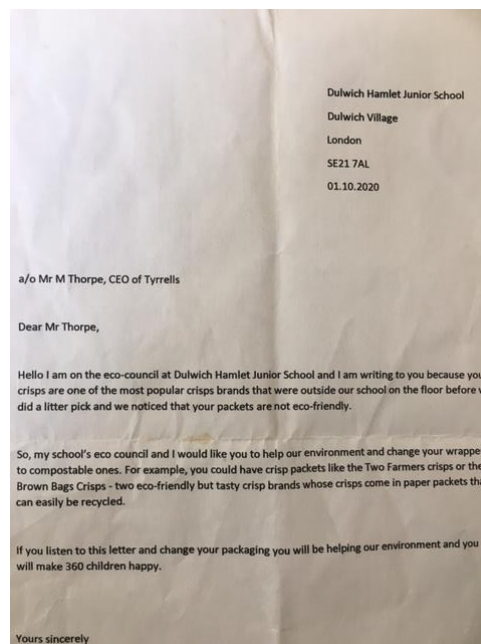 Dulwich Hamlet Junior School
Dulwich Village
London
SE21 7AL
01.10.2020
a/o Mr M Thorpe, CEO of Tyrrells
Dear Mr Thorpe,
Hello I am on the eco-council at Dulwich Hamlet Junior School and I am writing to you because
crisps are one of the most popular crisps brands that were outside our school on the floor before
did a litter pick and we noticed that your packets are not eco-friendly.
So, my school's eco council and I would like you to help our environment and change your
to compostable ones. For example, you could have crisp packets like the Two Farmers crisps or the
Brown Bags Crisps - two eco-friendly but tasty crisp brands whose crisps come in paper packets
can easily be recycled.
If you listen to this letter and change your packaging you will be helping our environment and you
will make 360 children happy.
Yours sincerely